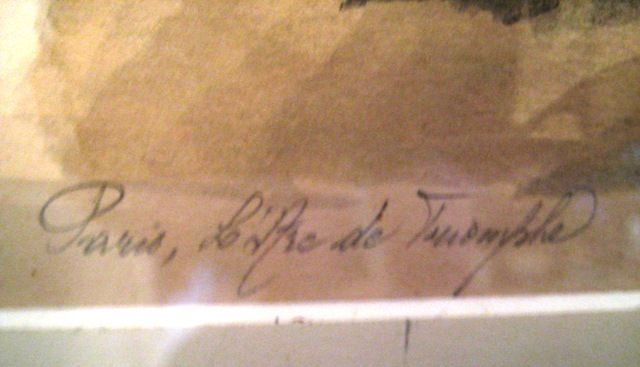 Paris, L'Arc de Triomphe